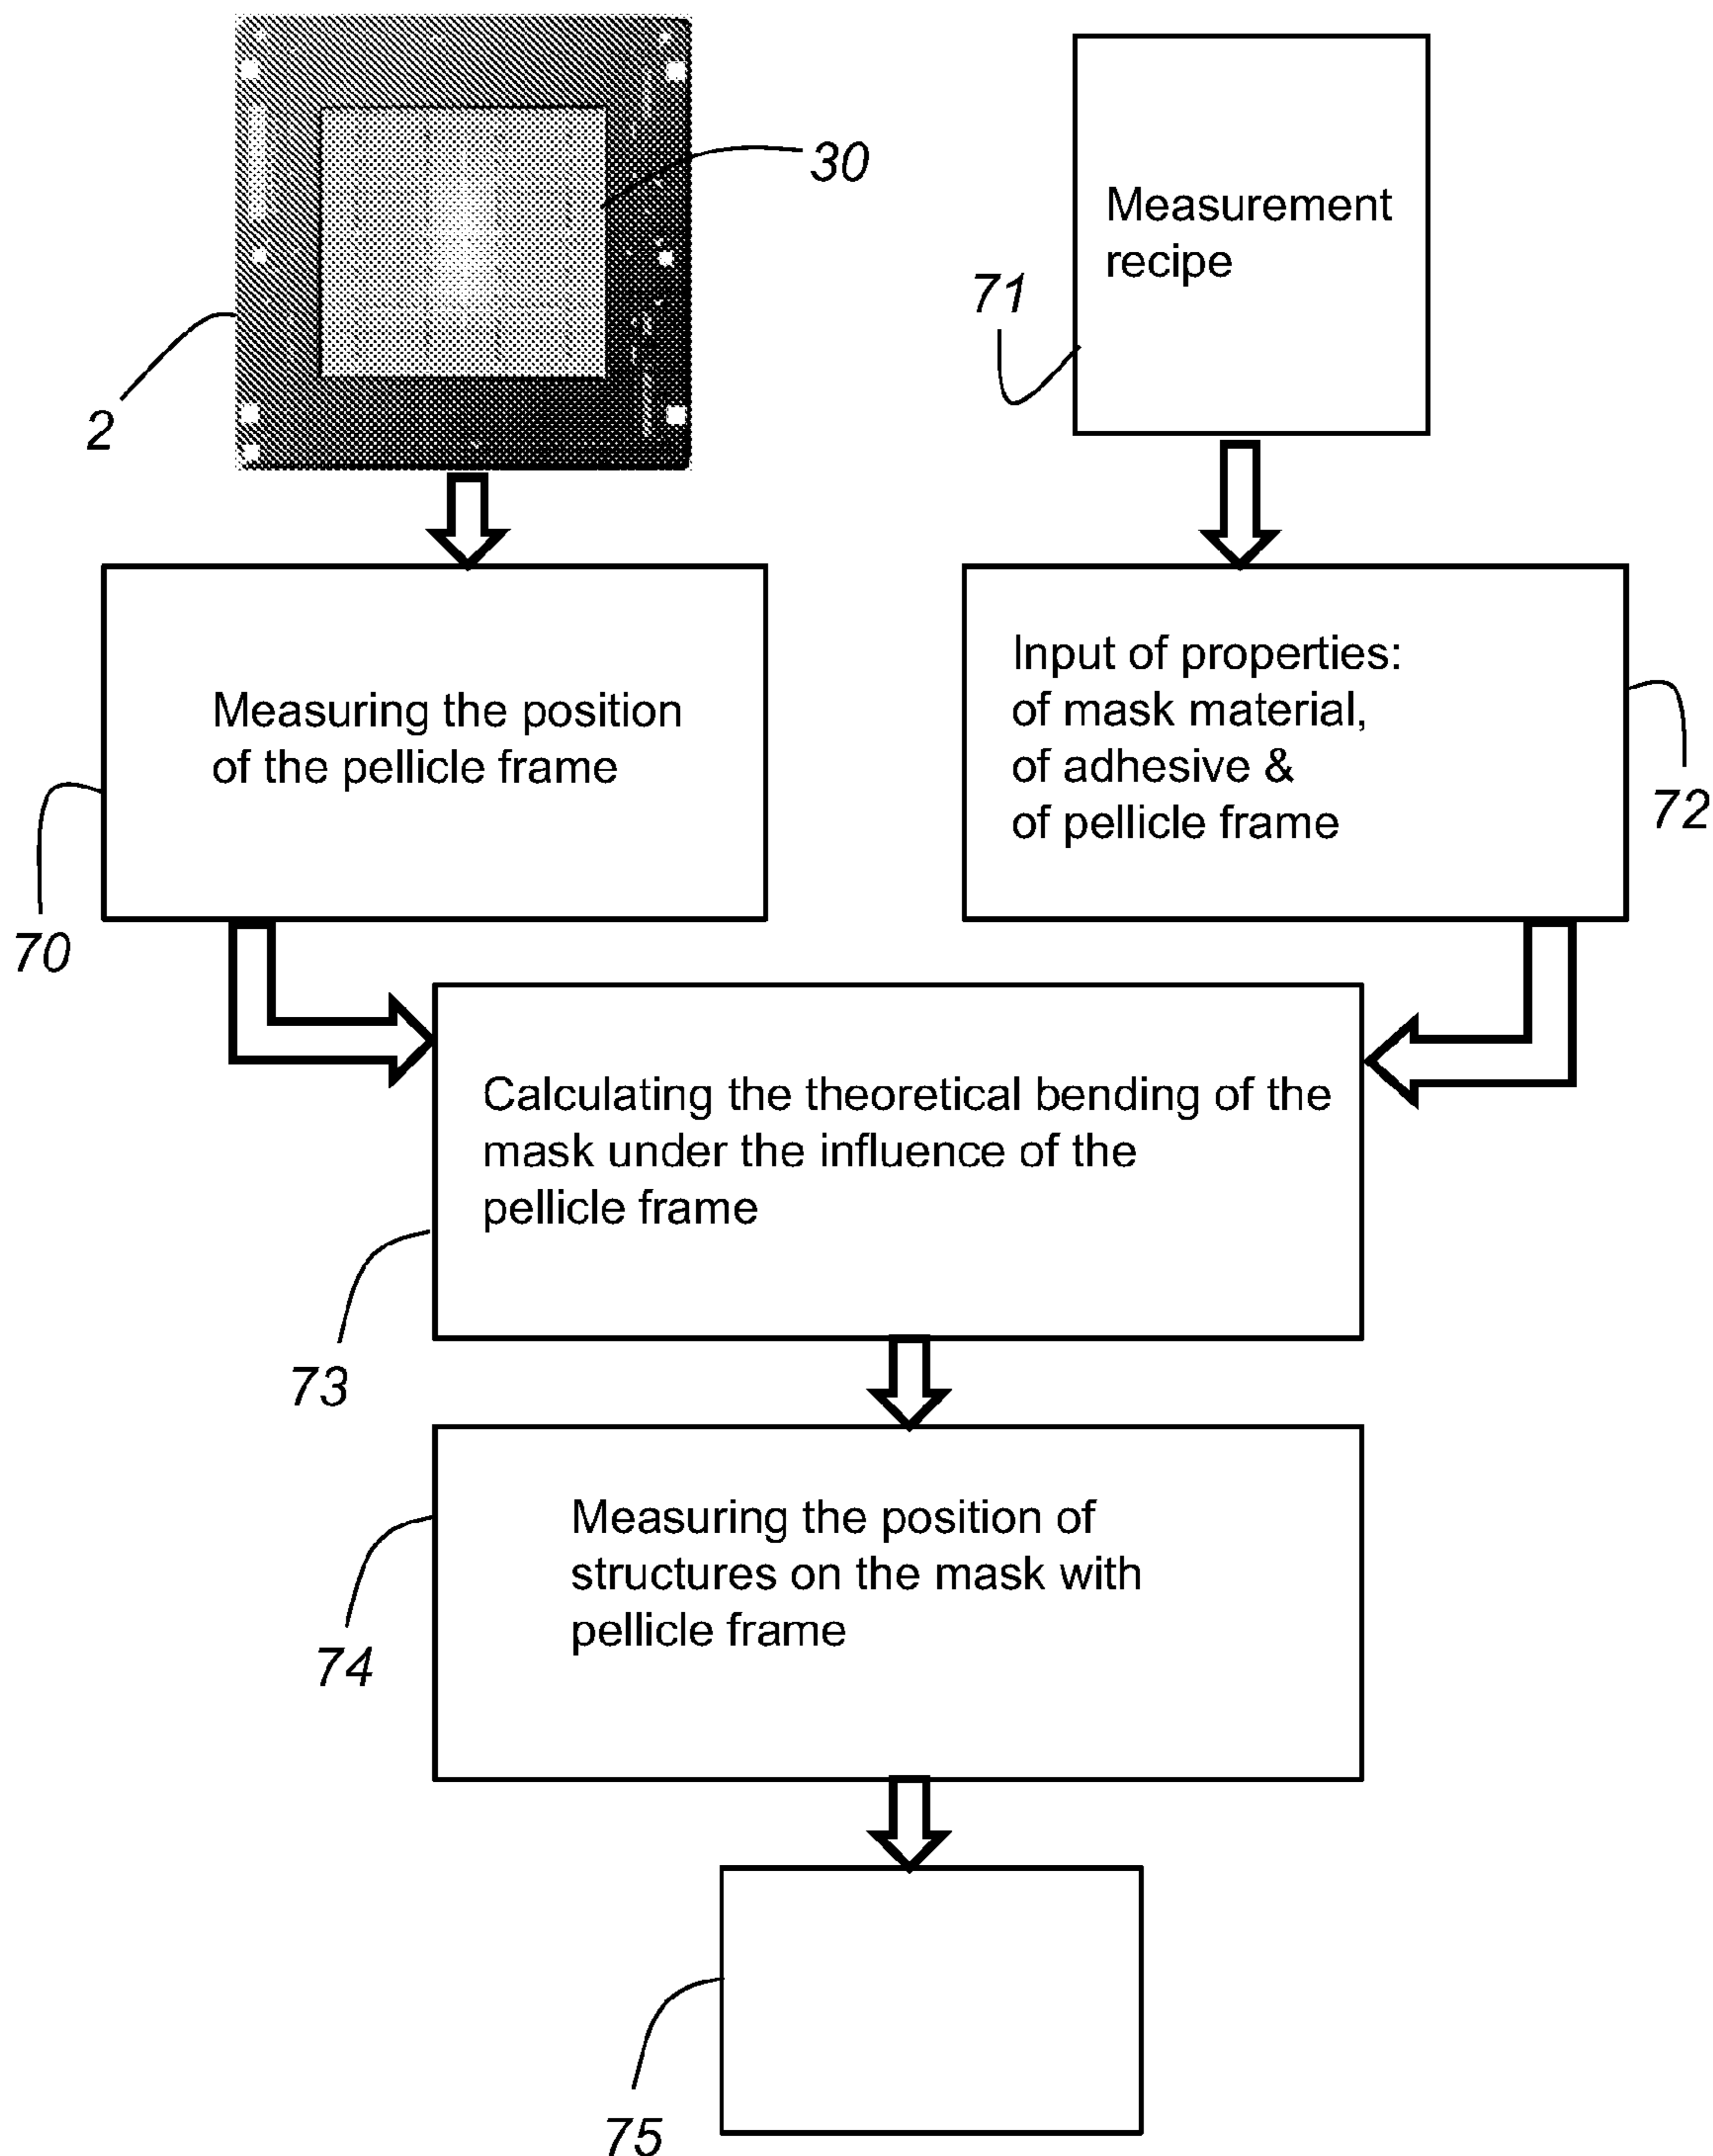 30
Measurement
recipe
71
2
Measuring the position
of the pellicle frame
Input of properties:
of mask material,
of adhesive &
of pellicle frame
72
70
Calculating the theoretical bending of the
mask under the influence of the
pellicle frame
73
Measuring the position of
structures on the mask with
pellicle frame
74
75